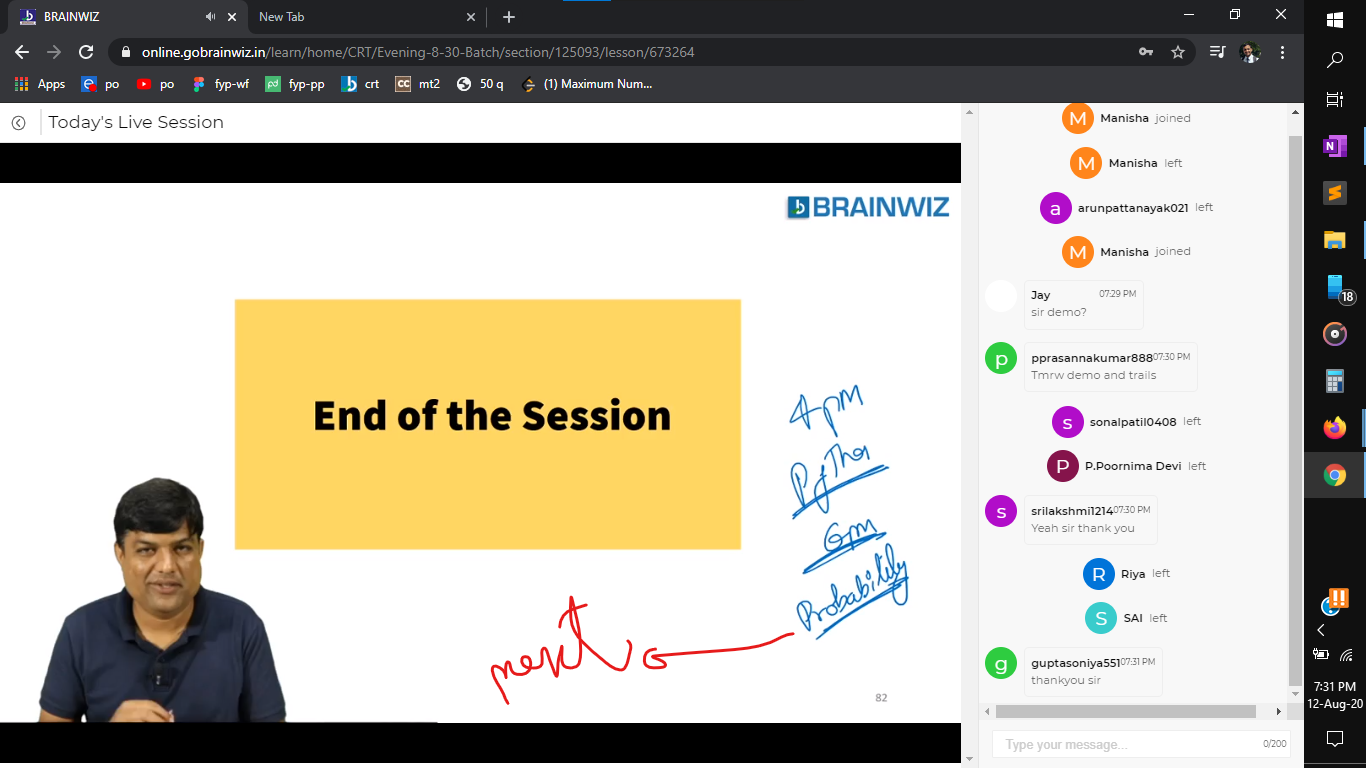 BRAINWIZ
New Tab
online.gobrainwiz.in/learn/home/CRT/Evening-8-30-Batch/section/125093/lesson/673264
Apps
po
po
fyp-wf
fyp-pp
crt
CC
mt2
50 q
(1) Maximum Num...
Today's Live Session
BRAINWIZ
End of the Session
4pm
Python
6pm
Probability
next
82
M
Manisha joined
M
Manisha left
a
arunpattanayak021 left
M
Manisha joined
Jay 07:29 PM
sir demo?
p
pprasannakumar888 07:30 PM
Tmrw demo and trails
s
sonalpatil0408 left
P
P.Poornima Devi left
s
srilakshmi1214 07:30 PM
Yeah sir thank you
R
Riya left
S
SAI left
g
guptasoniya551 07:31 PM
thankyou sir
Type your message...
0/200
N
18
7:31 PM
12-Aug-20